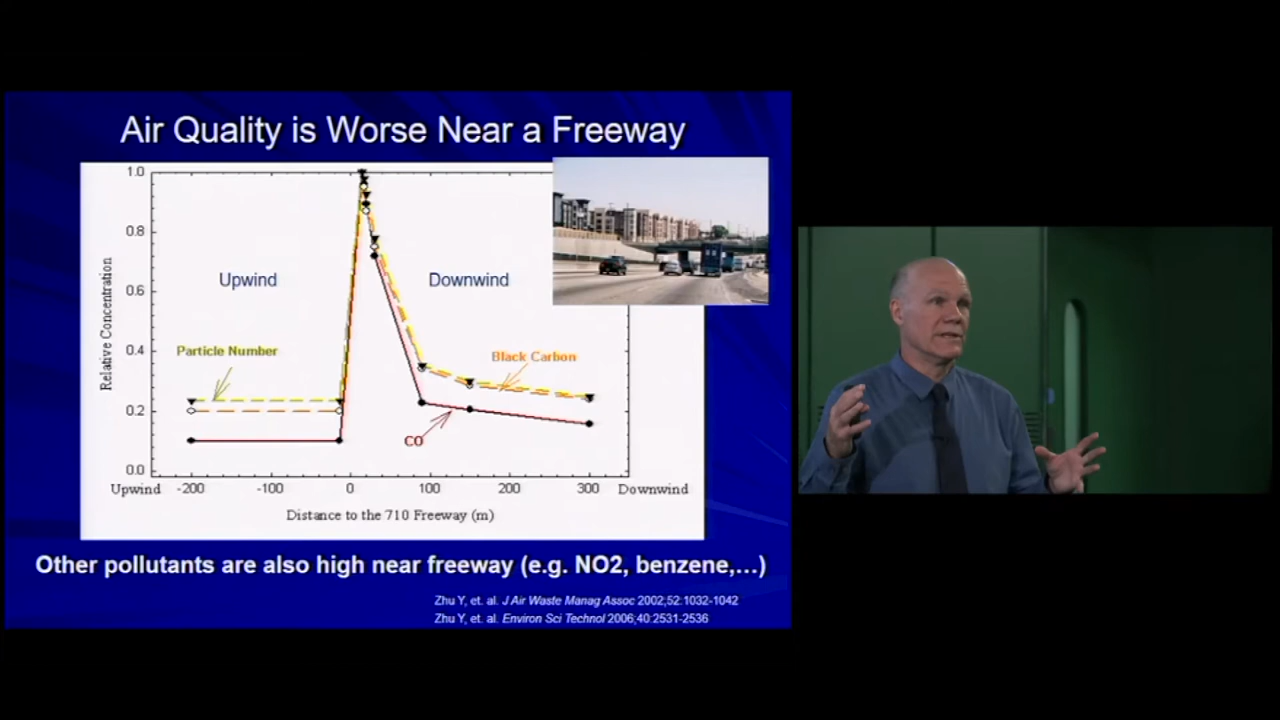 Air Quality is Worse Near a Freeway
1.0
0.8
0.6
0.4
0.2
0.0
Relative Concentration
Upwind
Downwind
Particle Number
Black Carbon
CO
Upwind -200 -100 0 100 200 300 Downwind
Distance to the 710 Freeway (m)
Other pollutants are also high near freeway (e.g. NO2, benzene,…)
Zhu Y, et. al. J Air Waste Manag Assoc 2002;52:1032-1042
Zhu Y, et. al. Environ Sci Technol 2006;40:2531-2536